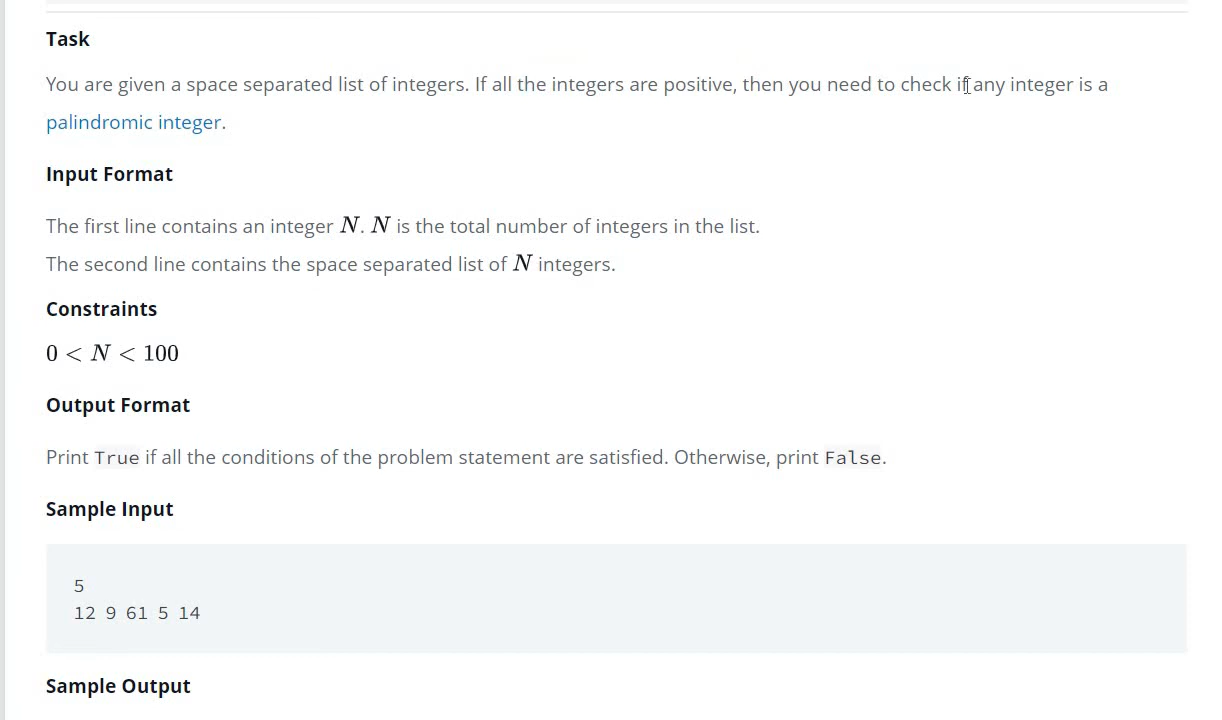 Task
You are given a space separated list of integers. If all the integers are positive, then you need to check if any integer is a
palindromic integer.
Input Format
The first line contains an integer N. N is the total number of integers in the list.
The second line contains the space separated list of N integers.
Constraints
0 < N < 100
Output Format
Print True if all the conditions of the problem statement are satisfied. Otherwise, print False.
Sample Input
5
12 9 61 5 14
Sample Output